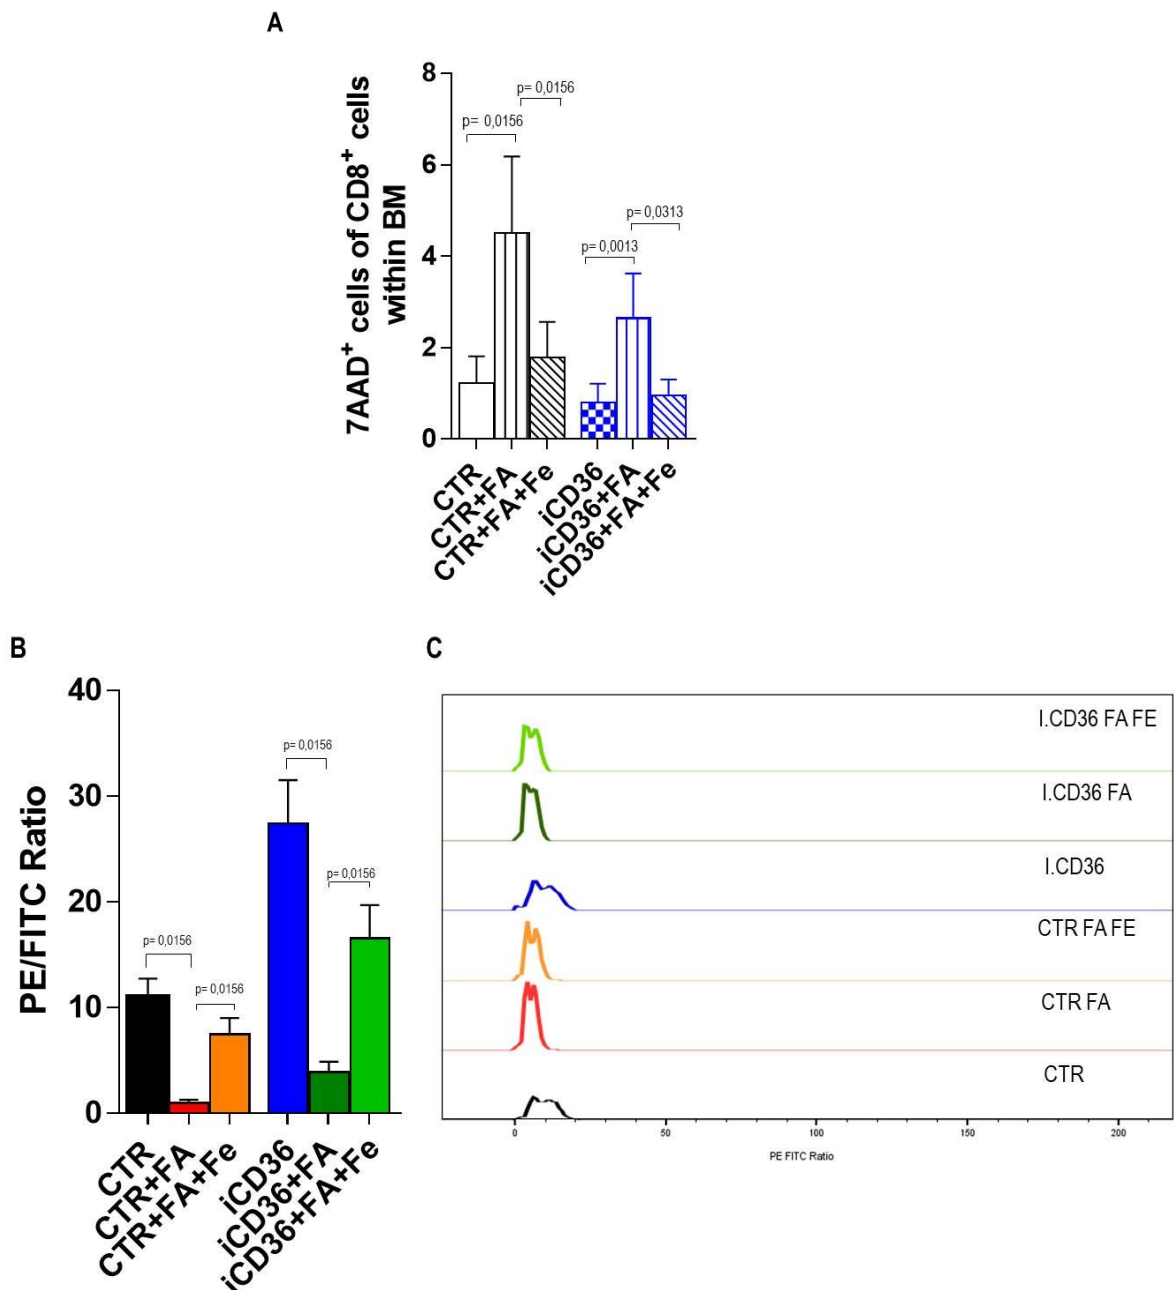 A
7AAD⁺ cells of CD8⁺ cells
within BM
8
6
4
2
0
p= 0,0156
p= 0,0156
p= 0,0313
p= 0,0013
CTR
CTR+FA
CTR+FA+Fe
iCD36
iCD36+FA
iCD36+FA+Fe
B
PE/FITC Ratio
40
30
20
10
0
p= 0,0156
p= 0,0156
p= 0,0156
p= 0,0156
CTR
CTR+FA
CTR+FA+Fe
iCD36
iCD36+FA
iCD36+FA+Fe
C
I.CD36 FA FE
I.CD36 FA
I.CD36
CTR FA FE
CTR FA
CTR
0 50 100 150 200
PE FITC Ratio